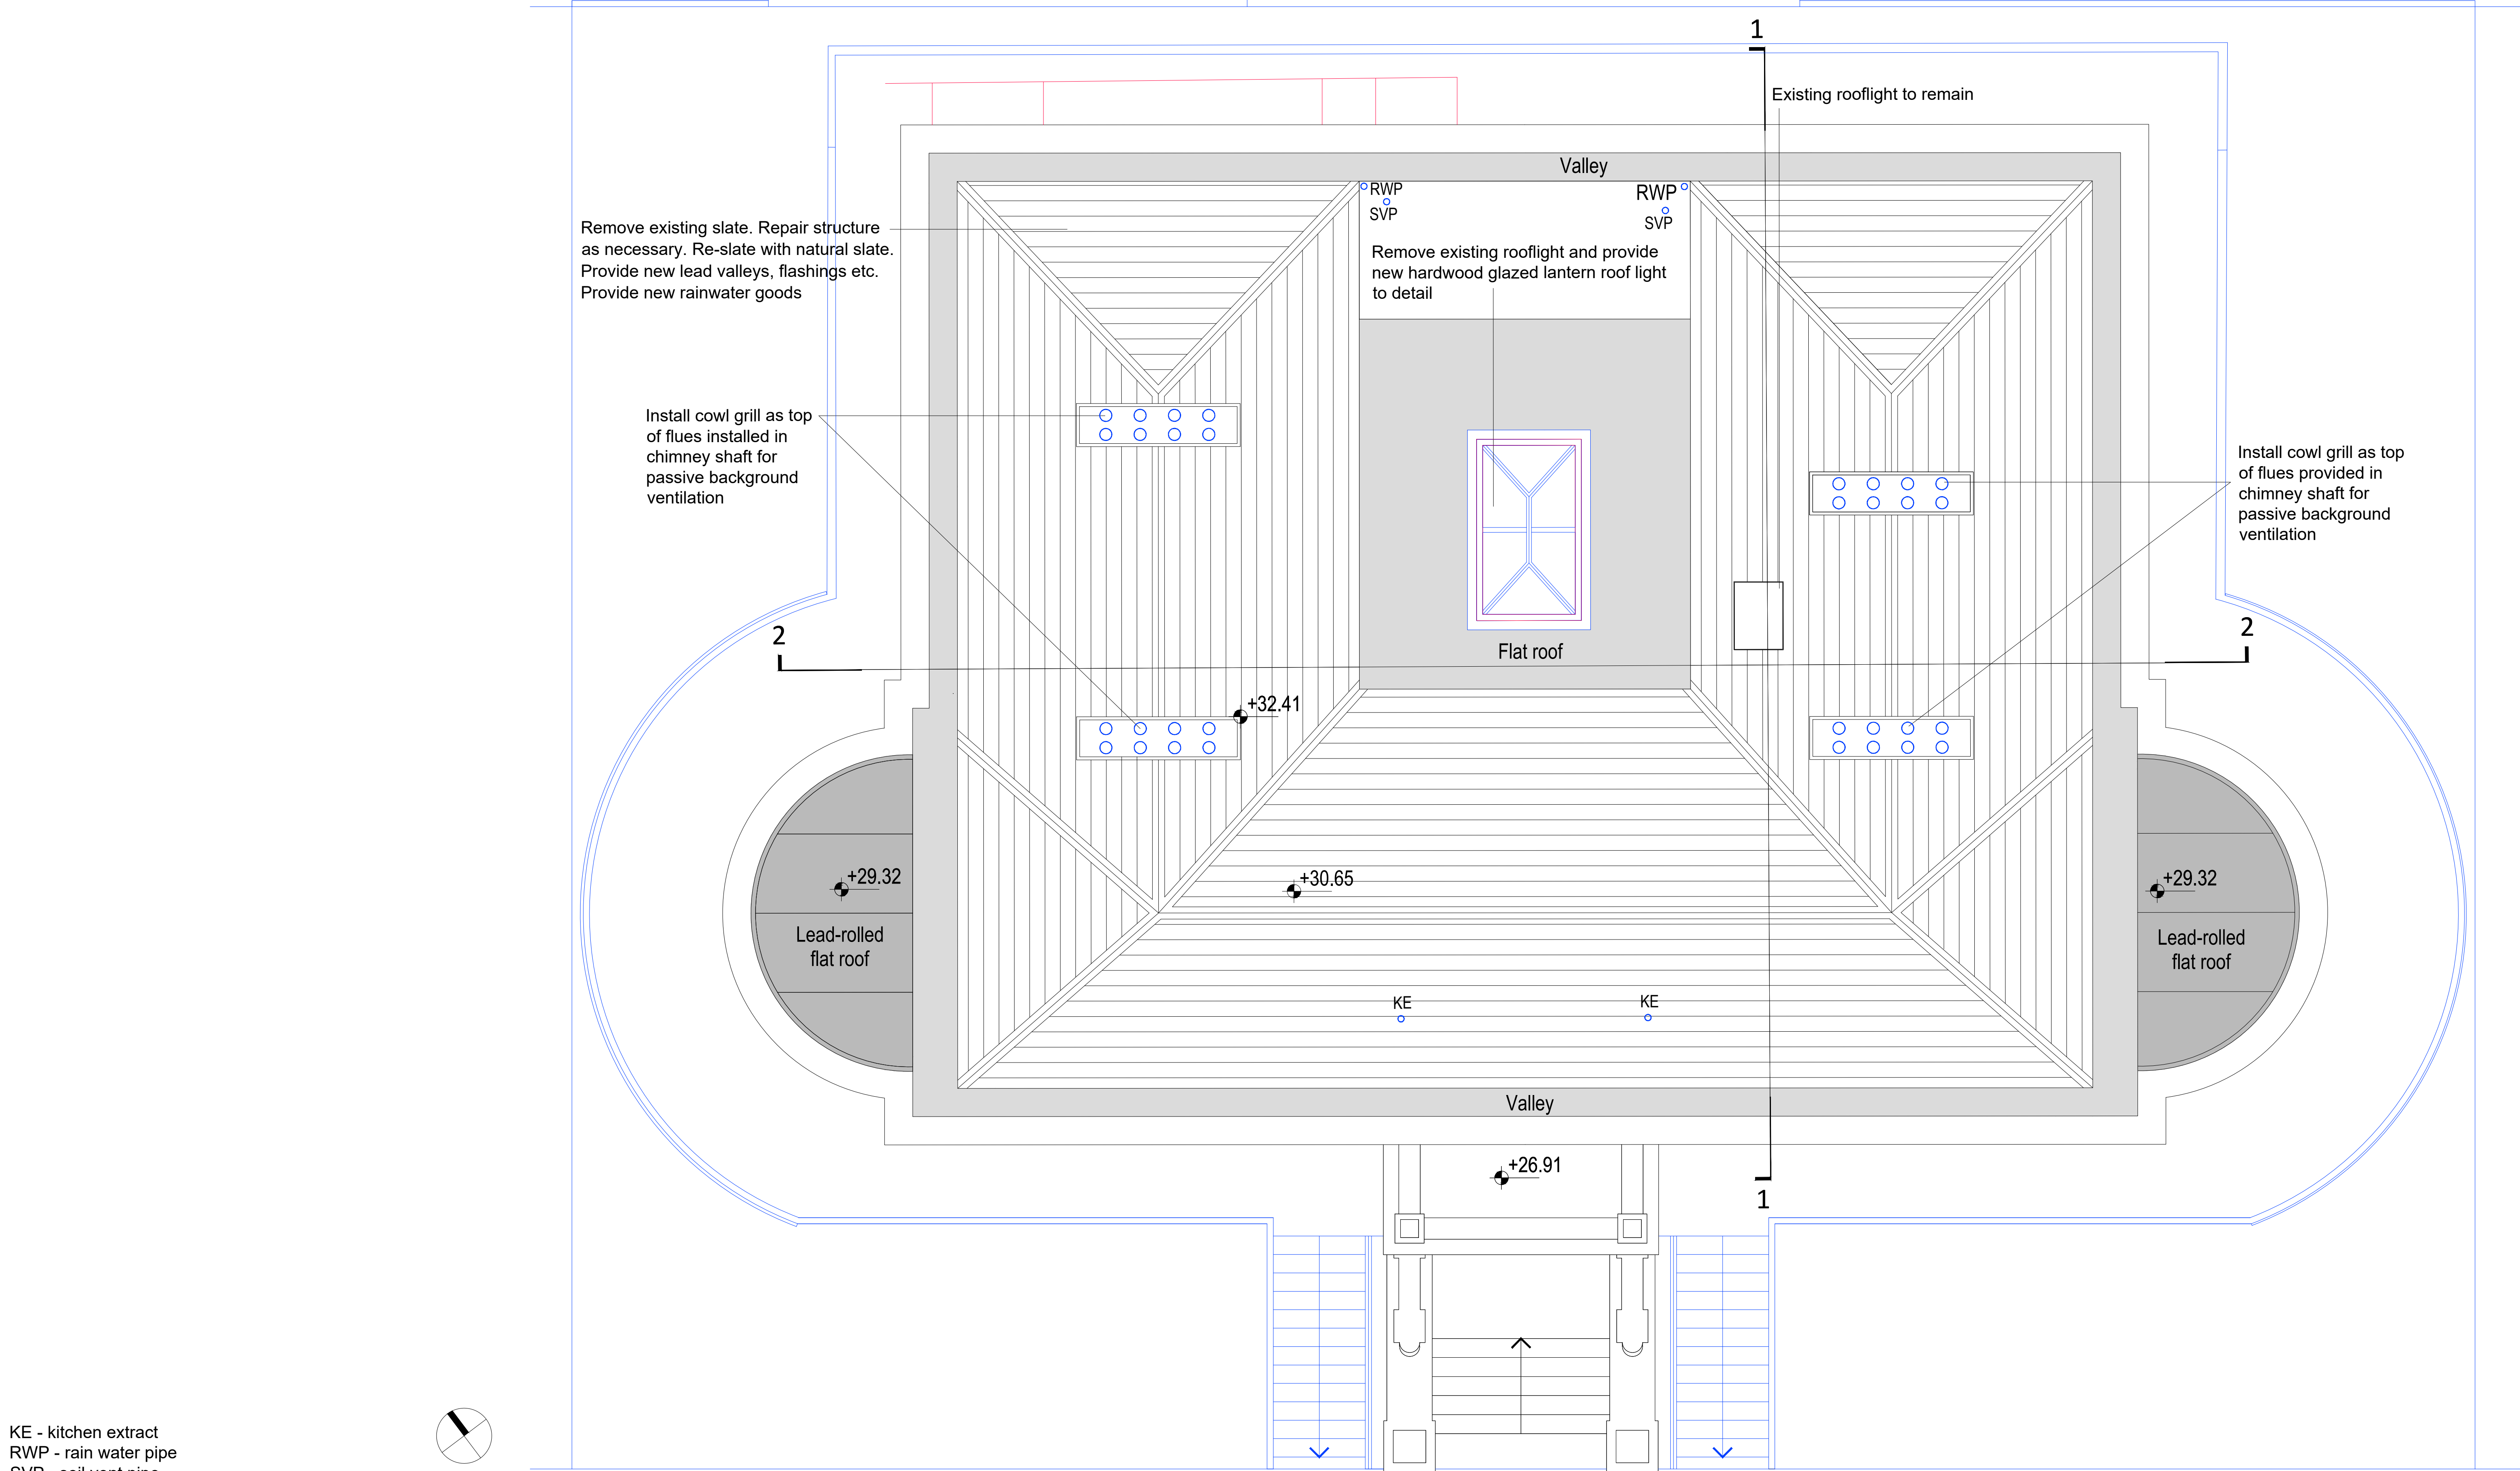 1
Existing rooflight to remain
Valley
RWP
SVP
RWP
SVP
Remove existing slate. Repair structure
as necessary. Re-slate with natural slate.
Provide new lead valleys, flashings etc.
Provide new rainwater goods
Remove existing rooflight and provide
new hardwood glazed lantern roof light
to detail
Install cowl grill as top
of flues installed in
chimney shaft for
passive background
ventilation
Install cowl grill as top
of flues provided in
chimney shaft for
passive background
ventilation
2
2
Flat roof
+32.41
+29.32
+30.65
+29.32
Lead-rolled
flat roof
Lead-rolled
flat roof
KE
KE
Valley
+26.91
1
KE - kitchen extract
RWP - rain water pipe
SVP - soil vent pipe